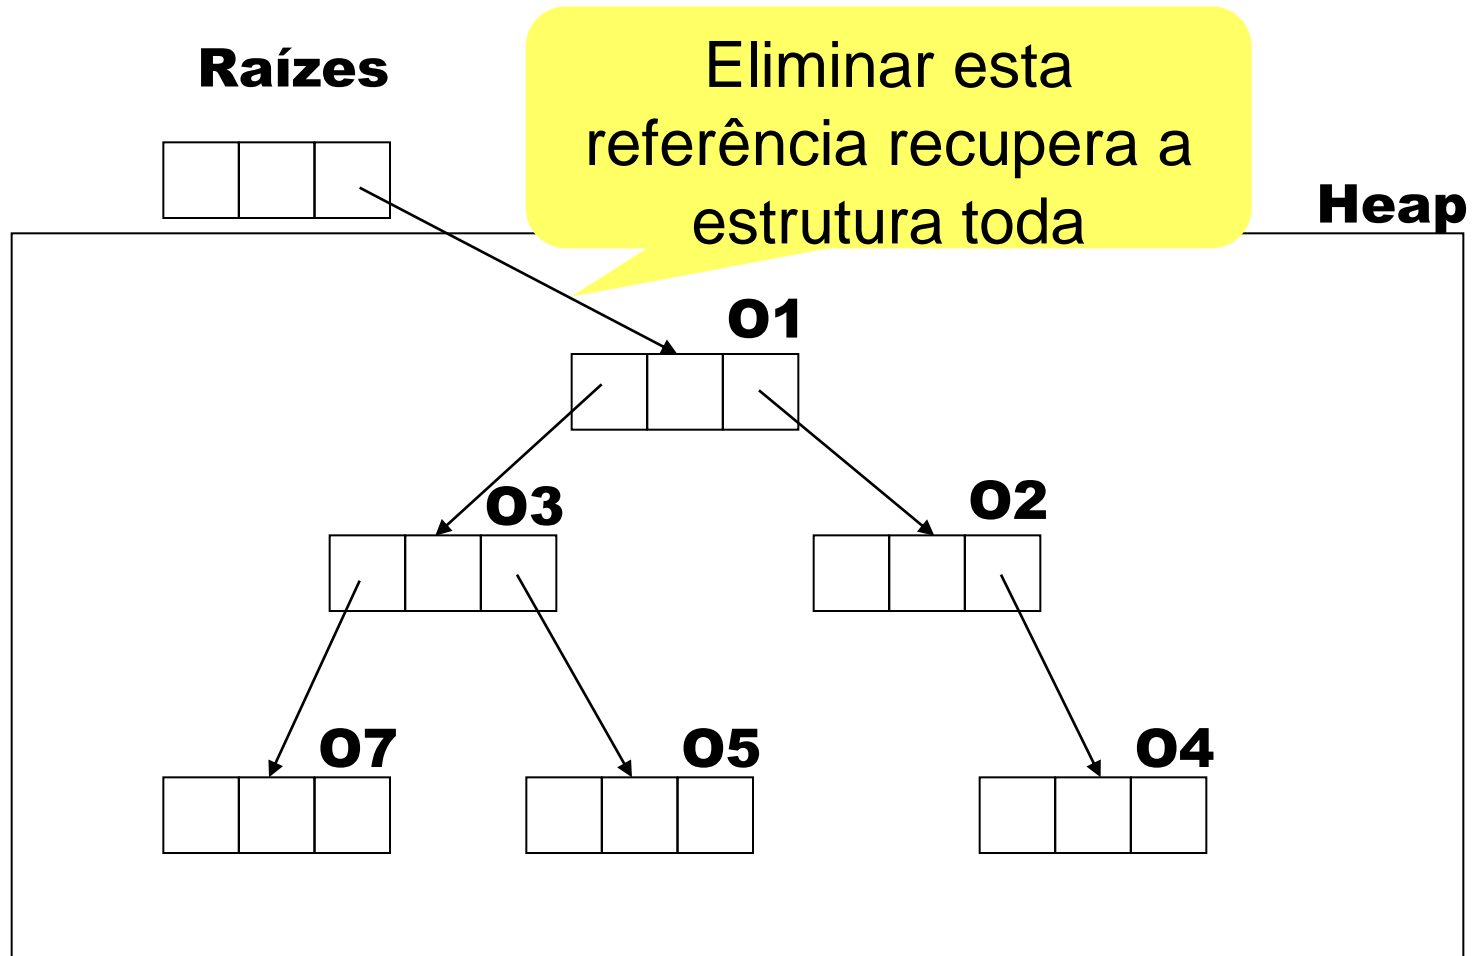 Raízes
Eliminar esta
referência recupera a
estrutura toda
Heap
O1
O3
O2
O7
O5
O4